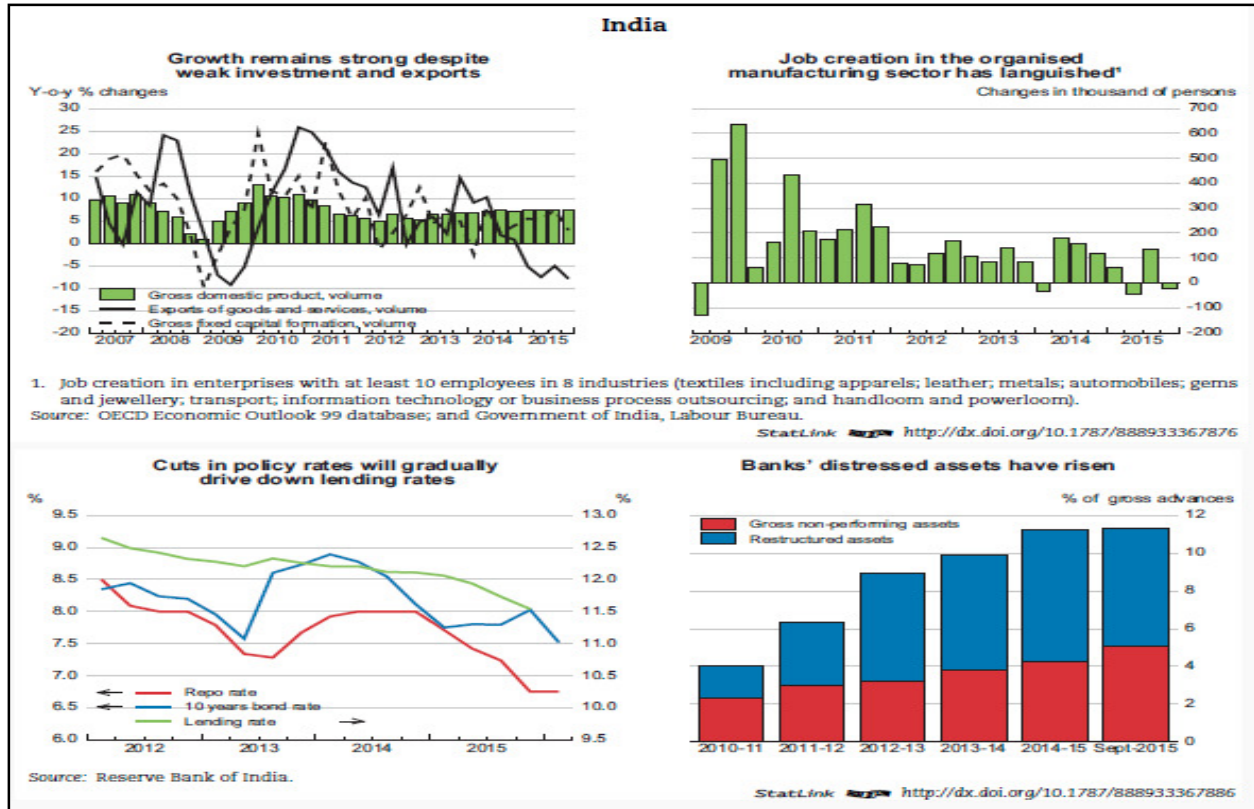 India
Growth remains strong despite
weak investment and exports
Y-o-y % changes
30
25
20
15
10
5
0
-5
-10
-15
-20
Gross domestic product, volume
Exports of goods and services, volume
Gross fixed capital formation, volume
2007 2008 2009 2010 2011 2012 2013 2014 2015
Job creation in the organised
manufacturing sector has languished¹
Changes in thousand of persons
700
600
500
400
300
200
100
0
-100
-200
2009 2010 2011 2012 2013 2014 2015
1. Job creation in enterprises with at least 10 employees in 8 industries (textiles including apparels; leather; metals; automobiles; gems
and jewellery; transport; information technology or business process outsourcing; and handloom and powerloom).
Source: OECD Economic Outlook 99 database; and Government of India, Labour Bureau.
StatLink http://dx.doi.org/10.1787/888933367876
Cuts in policy rates will gradually
drive down lending rates
% %
9.5 13.0
9.0 12.5
8.5 12.0
8.0 11.5
7.5 11.0
7.0 10.5
6.5 10.0
6.0 9.5
Repo rate
10 years bond rate
Lending rate
2012 2013 2014 2015
Banks' distressed assets have risen
% of gross advances
Gross non-performing assets
Restructured assets
12
10
8
6
4
2
0
2010-11 2011-12 2012-13 2013-14 2014-15 Sept-2015
Source: Reserve Bank of India.
StatLink http://dx.doi.org/10.1787/888933367886